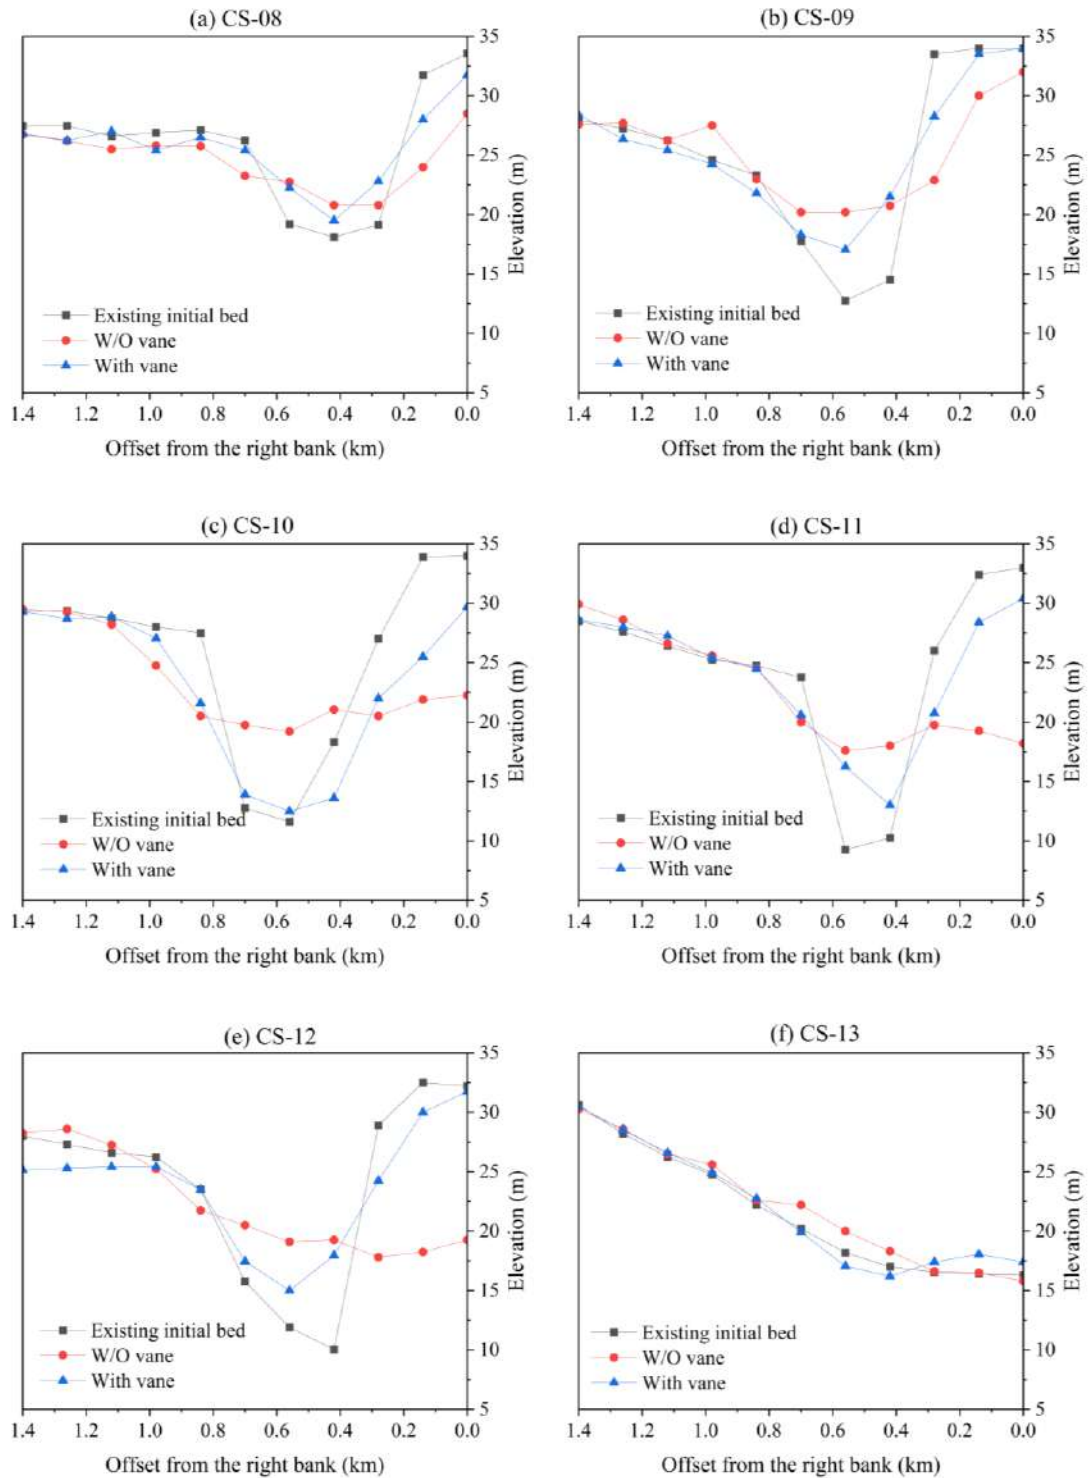 (a) CS-08
35
30
25
20
15
10
5
Elevation (m)
Existing initial bed
W/O vane
With vane
1.4 1.2 1.0 0.8 0.6 0.4 0.2 0.0
Offset from the right bank (km)
(b) CS-09
35
30
25
20
15
10
5
Elevation (m)
Existing initial bed
W/O vane
With vane
1.4 1.2 1.0 0.8 0.6 0.4 0.2 0.0
Offset from the right bank (km)
(c) CS-10
35
30
25
20
15
10
5
Elevation (m)
Existing initial bed
W/O vane
With vane
1.4 1.2 1.0 0.8 0.6 0.4 0.2 0.0
Offset from the right bank (km)
(d) CS-11
35
30
25
20
15
10
5
Elevation (m)
Existing initial bed
W/O vane
With vane
1.4 1.2 1.0 0.8 0.6 0.4 0.2 0.0
Offset from the right bank (km)
(e) CS-12
35
30
25
20
15
10
5
Elevation (m)
Existing initial bed
W/O vane
With vane
1.4 1.2 1.0 0.8 0.6 0.4 0.2 0.0
Offset from the right bank (km)
(f) CS-13
35
30
25
20
15
10
5
Elevation (m)
Existing initial bed
W/O vane
With vane
1.4 1.2 1.0 0.8 0.6 0.4 0.2 0.0
Offset from the right bank (km)